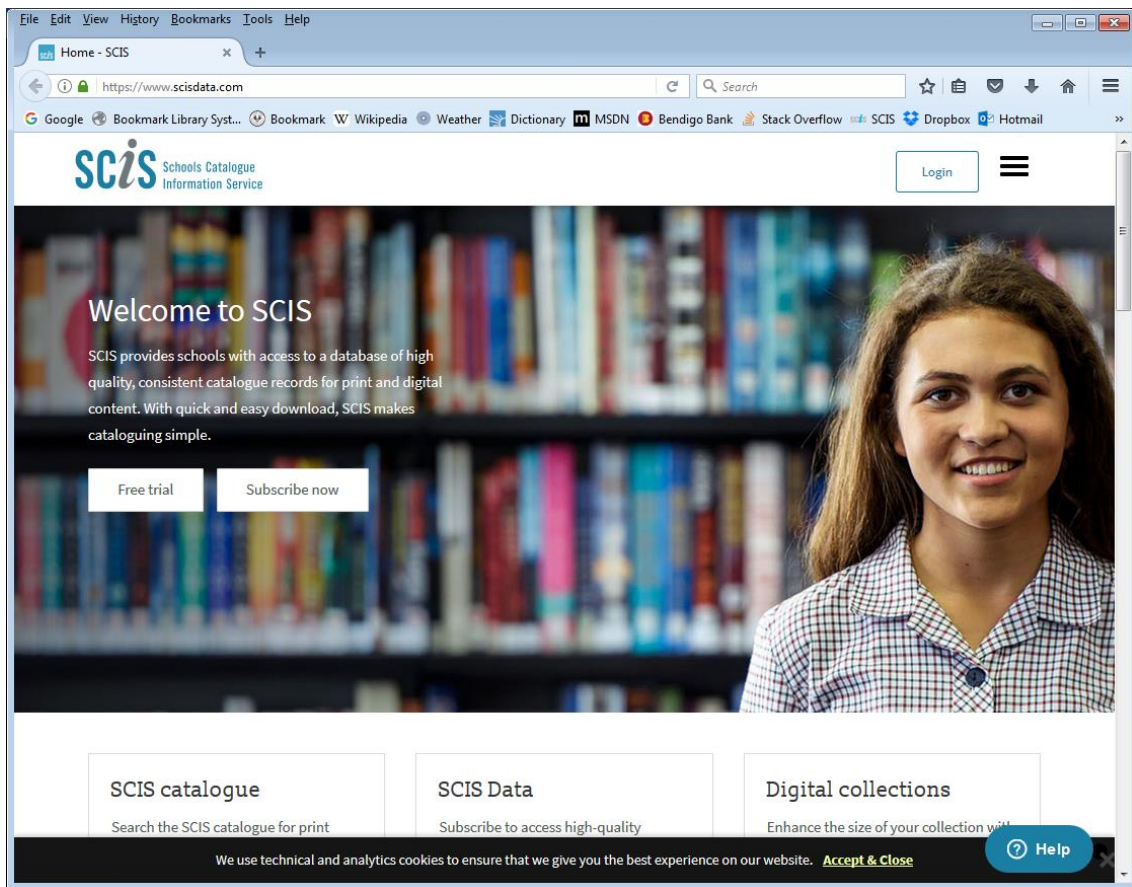 File Edit View History Bookmarks Tools Help
Home - SCIS
https://www.scisdata.com
Search
Google Bookmark Library Syst... Bookmark Wikipedia Weather Dictionary MSDN Bendigo Bank Stack Overflow SCIS Dropbox Hotmail
scis Schools Catalogue
Information Service
Login
Welcome to SCIS
SCIS provides schools with access to a database of high
quality, consistent catalogue records for print and digital
content. With quick and easy download, SCIS makes
cataloguing simple.
Free trial
Subscribe now
SCIS catalogue
Search the SCIS catalogue for print
SCIS Data
Subscribe to access high-quality
Digital collections
Enhance the size of your collection with
We use technical and analytics cookies to ensure that we give you the best experience on our website. Accept & Close
Help